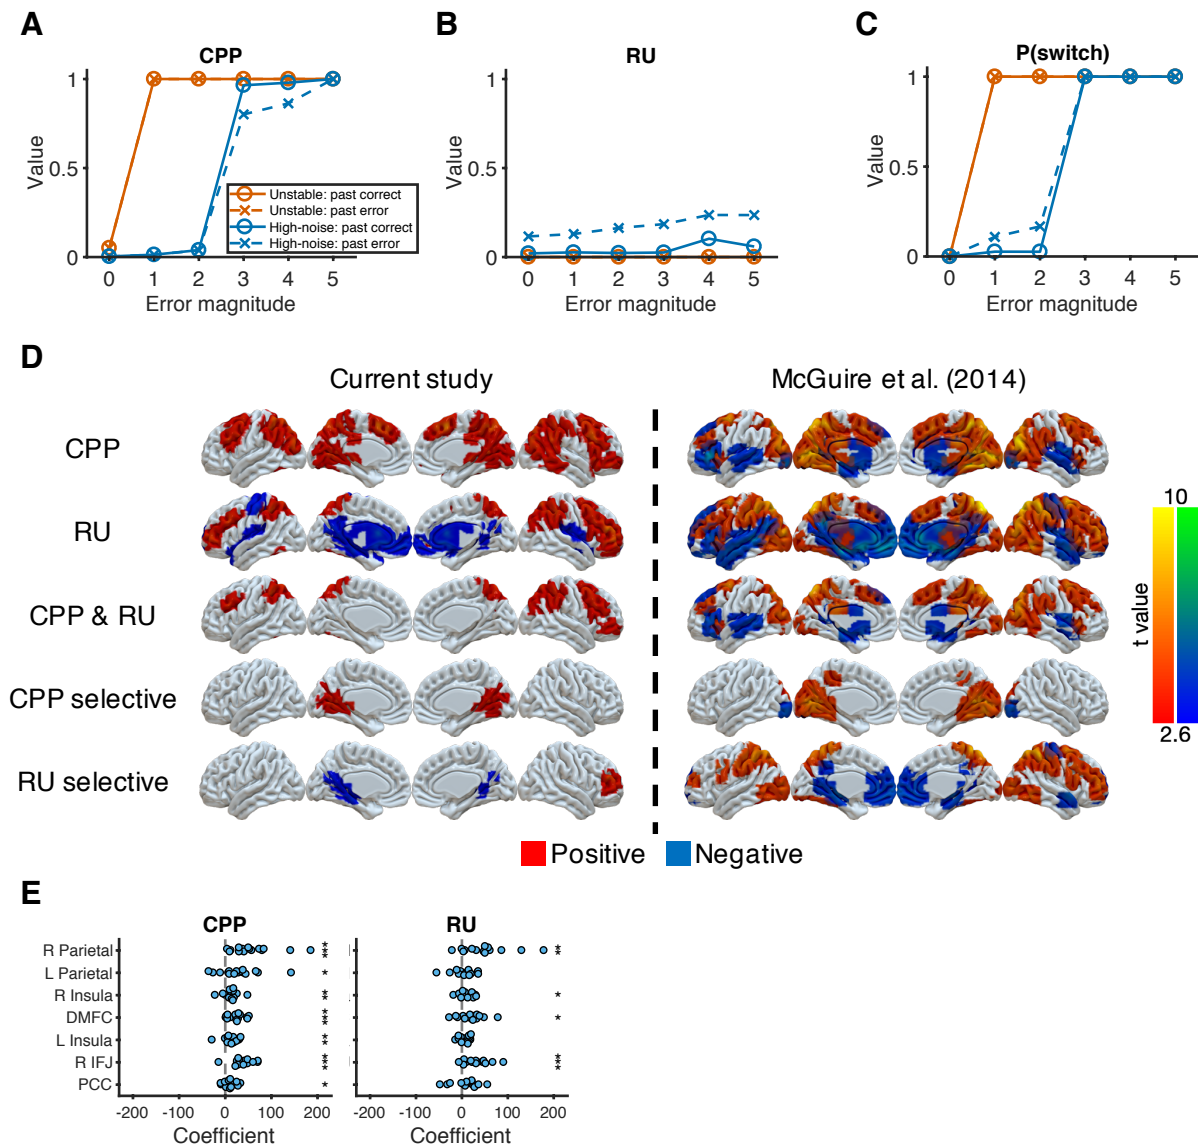 A
CPP
Value
1
0.5
0
0 1 2 3 4 5
Error magnitude
Unstable: past correct
Unstable: past error
High-noise: past correct
High-noise: past error
B
RU
Value
1
0.5
0
0 1 2 3 4 5
Error magnitude
C
P(switch)
Value
1
0.5
0
0 1 2 3 4 5
Error magnitude
D
Current study
McGuire et al. (2014)
CPP
RU
CPP & RU
CPP selective
RU selective
10
t value
2.6
Positive
Negative
E
CPP
R Parietal
***
L Parietal
*
R Insula
**
DMFC
***
L Insula
**
R IFJ
***
PCC
*
-200 -100 0 100 200
Coefficient
RU
**
*
*
***
-200 -100 0 100 200
Coefficient